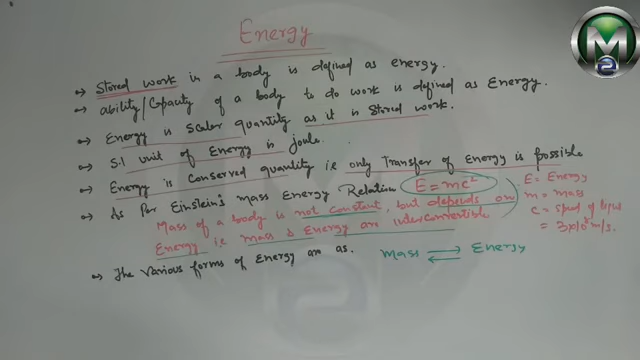 Energy
M
2
→ Stored work in a body is defined as energy.
→ ability/Capacity of a body to do work is defined as Energy.
→ Energy is Scalar quantity as it is Stored work.
→ S.I unit of Energy is Joule.
→ Energy is Conserved quantity i.e only Transfer of Energy is possible
→ As Per Einstein's Mass Energy Relation E = mc²
Mass of a body is not constant, but depends on
Energy i.e mass & Energy are interconvertible
E = Energy
m = mass
c = speed of light
= 3×10⁸ m/s.
→ The various forms of Energy are as.
Mass ⇄ Energy